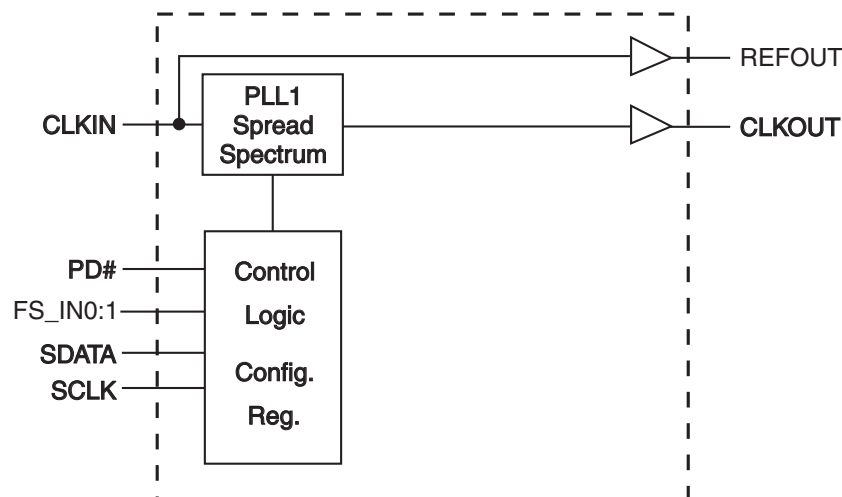 PLL1
Spread
Spectrum
REFOUT
CLKIN
CLKOUT
PD#
FS_IN0:1
SDATA
SCLK
Control
Logic
Config.
Reg.